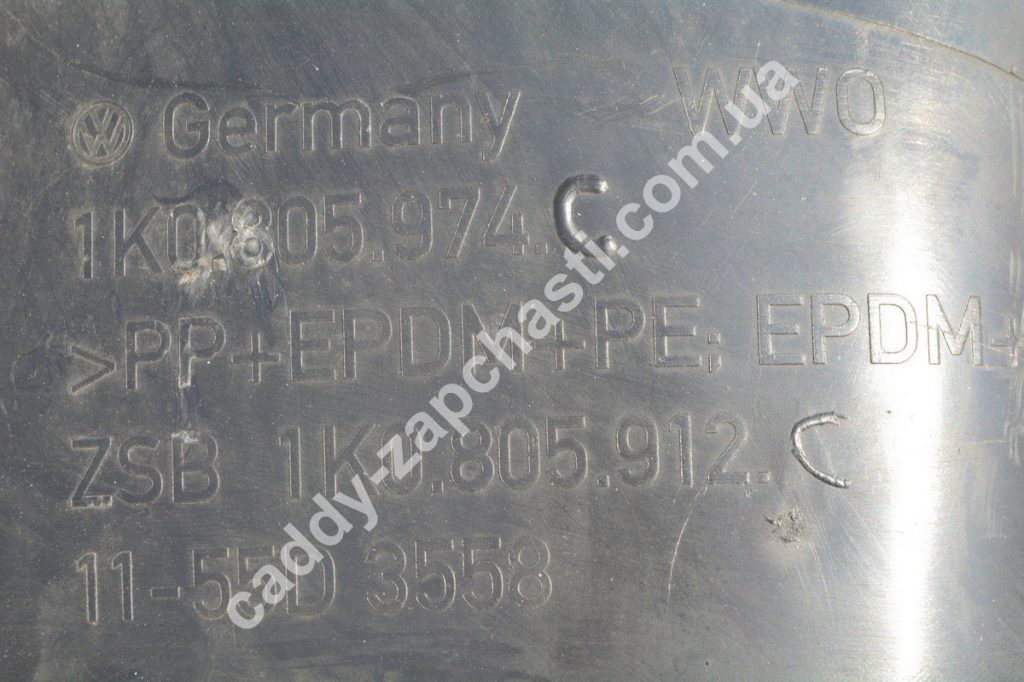 VW Germany WWO
1K0.805.974.C
>PP+EPDM+PE; EPDM+
ZSB 1K0.805.912.C
11-55D 3558
caddy-zapchasti.com.ua